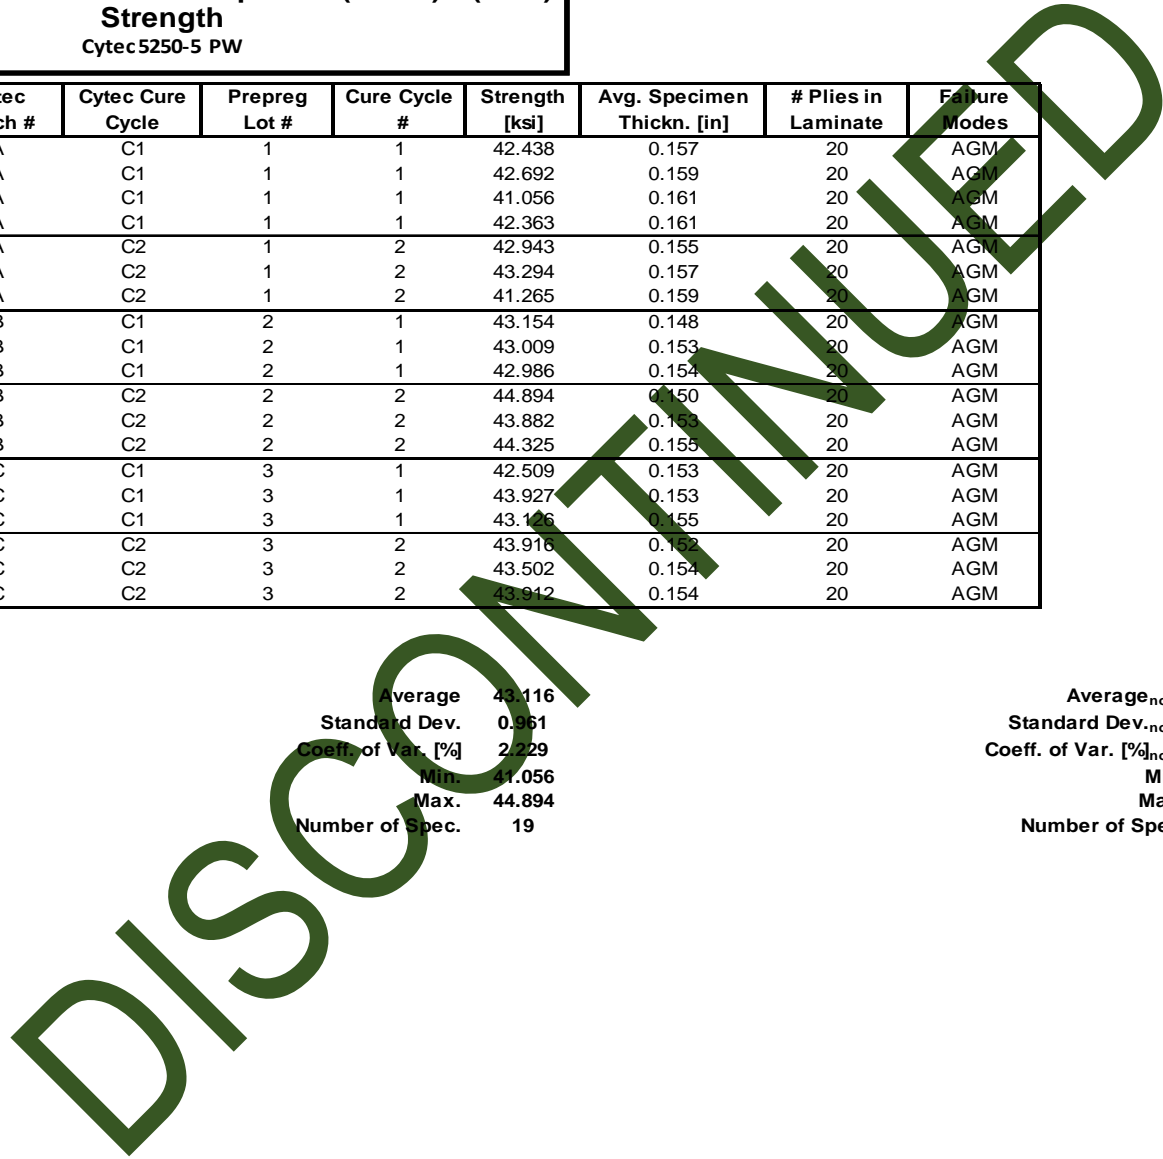 Strength
Cytec 5250-5 PW
Cytec Cure Cycle Prepreg Lot # Cure Cycle # Strength [ksi] Avg. Specimen Thickn. [in] # Plies in Laminate Failure Modes
A C1 1 1 42.438 0.157 20 AGM
A C1 1 1 42.692 0.159 20 AGM
A C1 1 1 41.056 0.161 20 AGM
A C1 1 1 42.363 0.161 20 AGM
A C2 1 2 42.943 0.155 20 AGM
A C2 1 2 43.294 0.157 20 AGM
A C2 1 2 41.265 0.159 20 AGM
B C1 2 1 43.154 0.148 20 AGM
B C1 2 1 43.009 0.153 20 AGM
B C1 2 1 42.986 0.154 20 AGM
B C2 2 2 44.894 0.150 20 AGM
B C2 2 2 43.882 0.153 20 AGM
B C2 2 2 44.325 0.155 20 AGM
C C1 3 1 42.509 0.153 20 AGM
C C1 3 1 43.927 0.153 20 AGM
C C1 3 1 43.126 0.155 20 AGM
C C2 3 2 43.916 0.152 20 AGM
C C2 3 2 43.502 0.154 20 AGM
C C2 3 2 43.912 0.154 20 AGM
Average 43.116 Average
Standard Dev. 0.961 Standard Dev.
Coeff. of Var. [%] 2.229 Coeff. of Var. [%]
Min. 41.056
Max. 44.894
Number of Spec. 19 Number of
DISCONTINUED